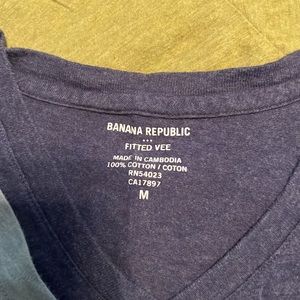 BANANA REPUBLIC
•••
FITTED VEE
MADE IN CAMBODIA
100% COTTON / COTON
RN54023
CA17897
M